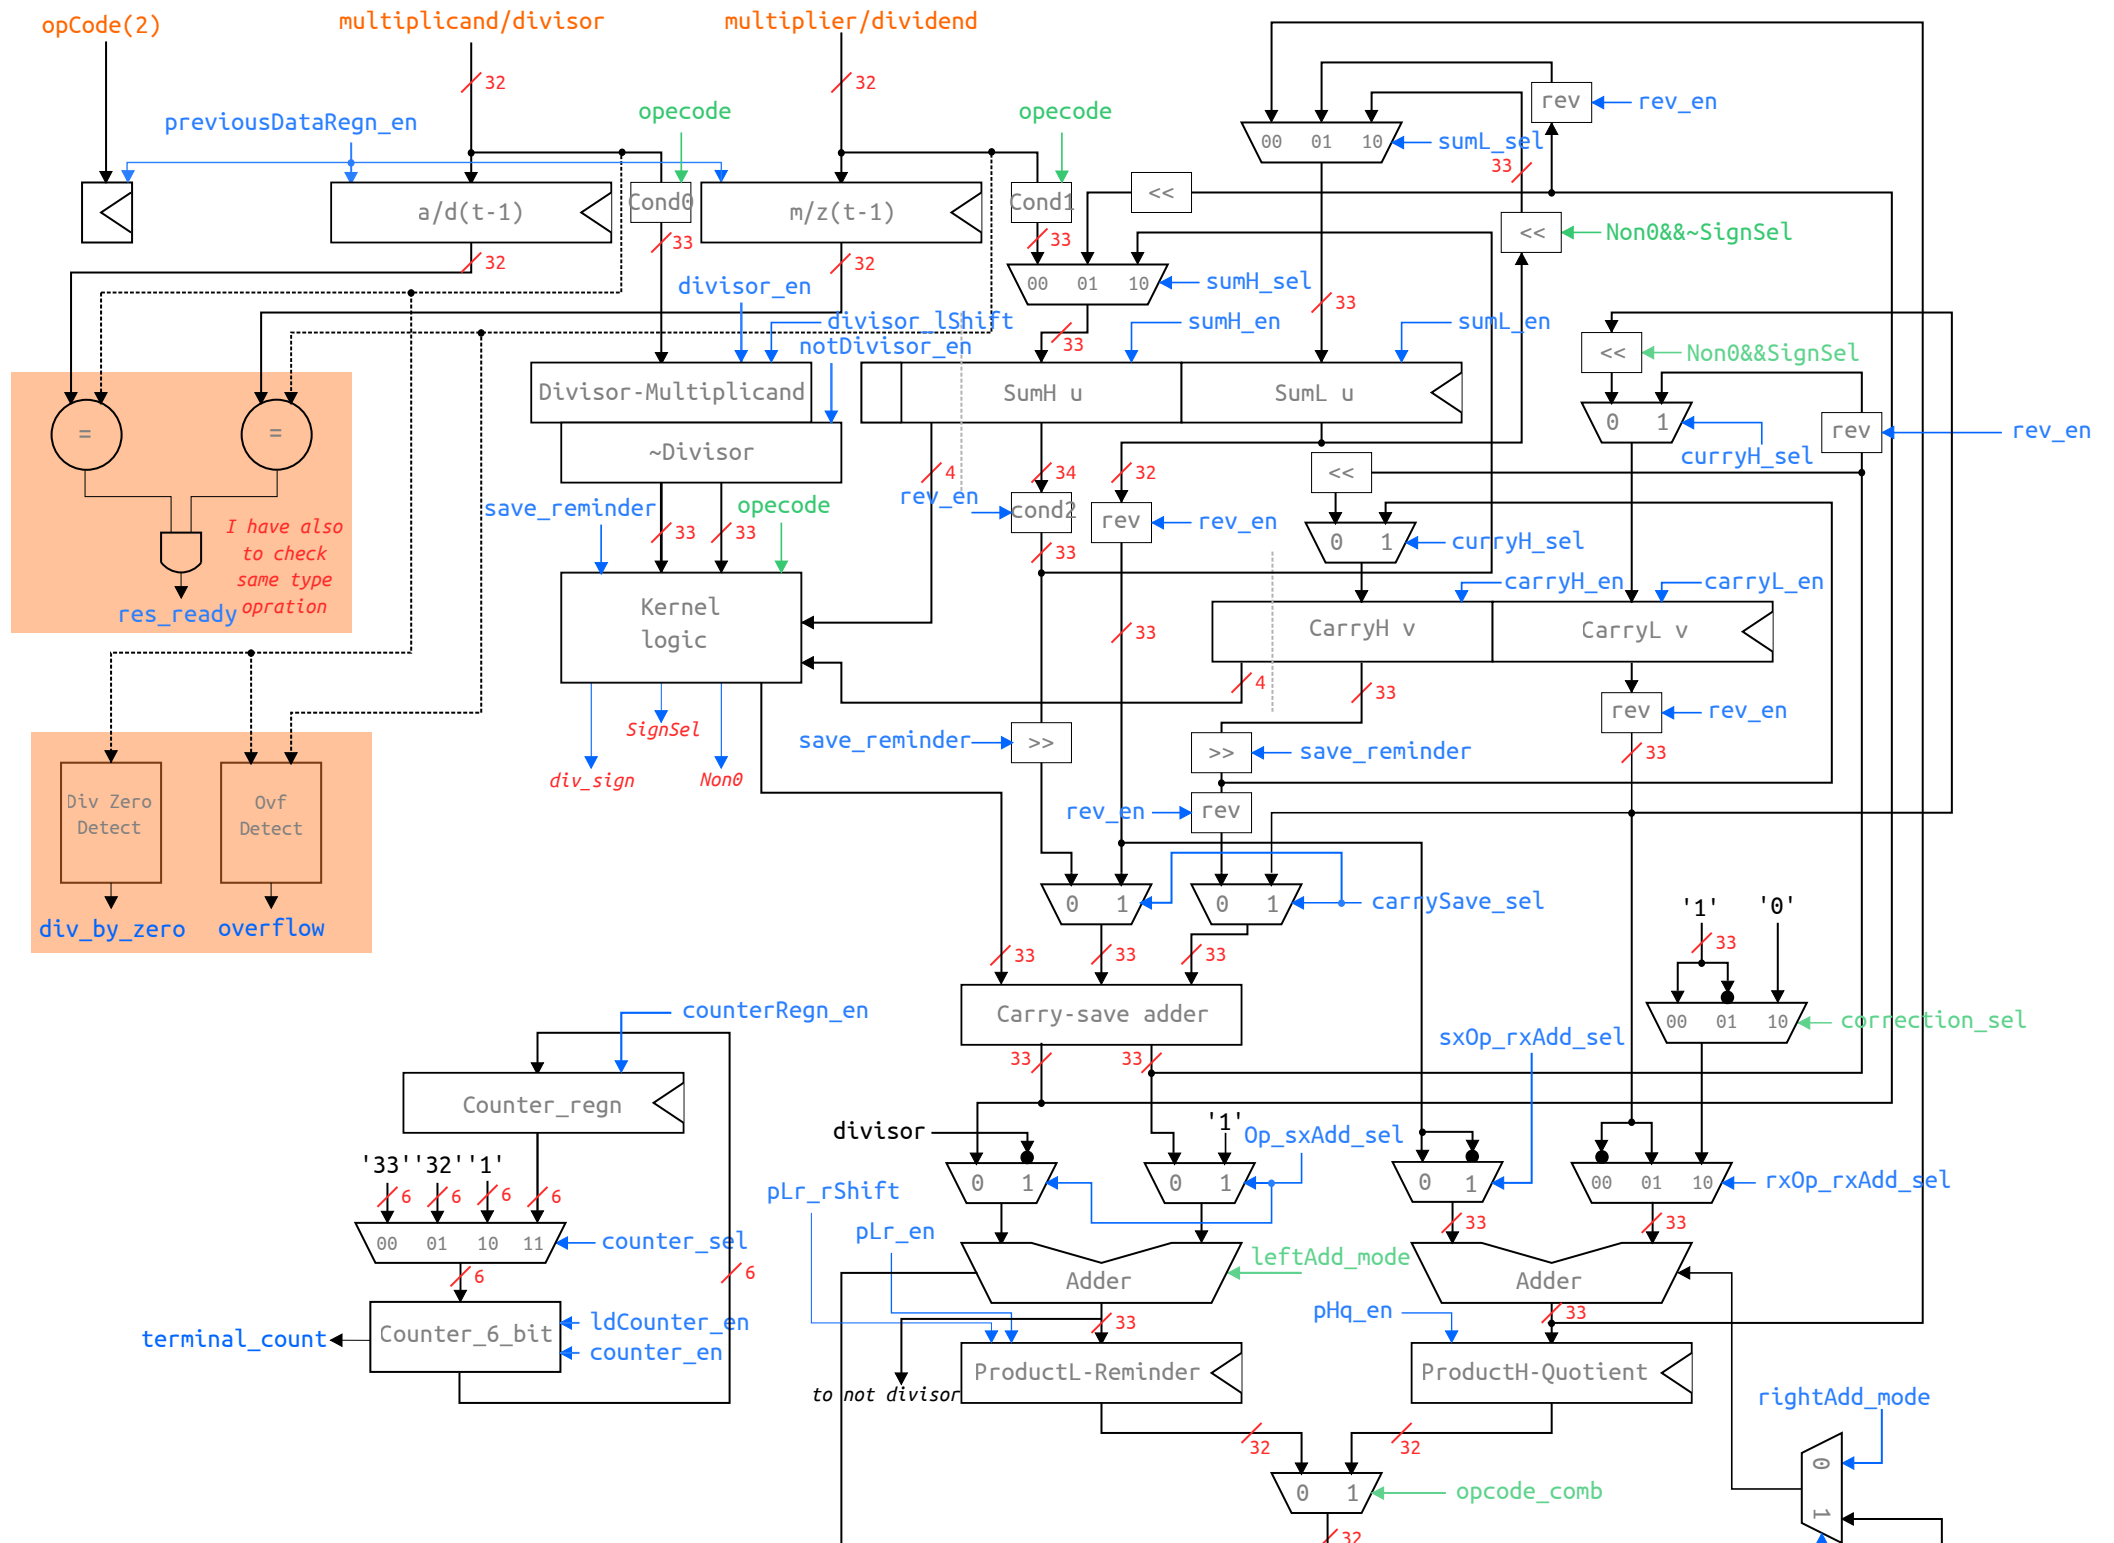 opCode(2)
multiplicand/divisor
multiplier/dividend
32
32
previousDataRegn_en
opecode
opecode
rev
rev_en
00 01 10
sumL_sel
33
a/d(t-1)
Cond0
m/z(t-1)
Cond1
<<
<<
Non0&&~SignSel
33
33
32
32
00 01 10
sumH_sel
divisor_en
33
divisor_lShift
sumH_en
sumL_en
notDivisor_en
33
<<
Non0&&SignSel
Divisor-Multiplicand
SumH u
SumL u
0 1
rev
rev_en
curryH_sel
=
=
~Divisor
4
34
32
<<
rev_en
cond2
rev
rev_en
save_reminder
opecode
33
33
33
0 1
curryH_sel
I have also
to check
same type
opration
res_ready
Kernel
logic
carryH_en
carryL_en
33
CarryH v
CarryL v
4
33
rev
rev_en
SignSel
div_sign
Non0
save_reminder
>>
>>
save_reminder
33
rev_en
rev
Div Zero
Detect
Ovf
Detect
div_by_zero
overflow
0 1
0 1
carrySave_sel
'1'
'0'
33
33
33
33
Carry-save adder
00 01 10
correction_sel
counterRegn_en
33
33
sxOp_rxAdd_sel
Counter_regn
divisor
'1'
Op_sxAdd_sel
'33'
'32'
'1'
6
6
6
6
0 1
0 1
0 1
00 01 10
rxOp_rxAdd_sel
pLr_rShift
pLr_en
33
33
00 01 10 11
counter_sel
6
6
Adder
leftAdd_mode
Adder
33
pHq_en
33
terminal_count
Counter_6_bit
ldCounter_en
counter_en
to not divisor
ProductL-Reminder
ProductH-Quotient
rightAdd_mode
32
32
0 1
opcode_comb
0 1
32